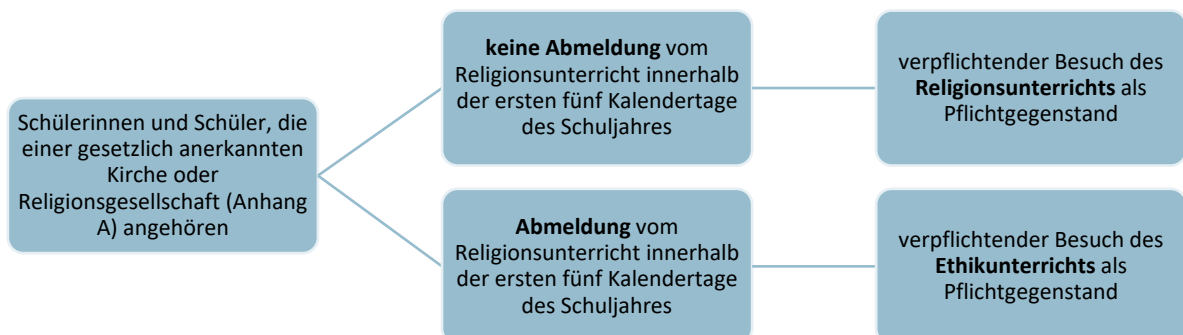 Schülerinnen und Schüler, die
einer gesetzlich anerkannten
Kirche oder
Religionsgesellschaft (Anhang
A) angehören
keine Abmeldung vom
Religionsunterricht innerhalb
der ersten fünf Kalendertage
des Schuljahres
verpflichtender Besuch des
Religionsunterrichts als
Pflichtgegenstand
Abmeldung vom
Religionsunterricht innerhalb
der ersten fünf Kalendertage
des Schuljahres
verpflichtender Besuch des
Ethikunterrichts als
Pflichtgegenstand